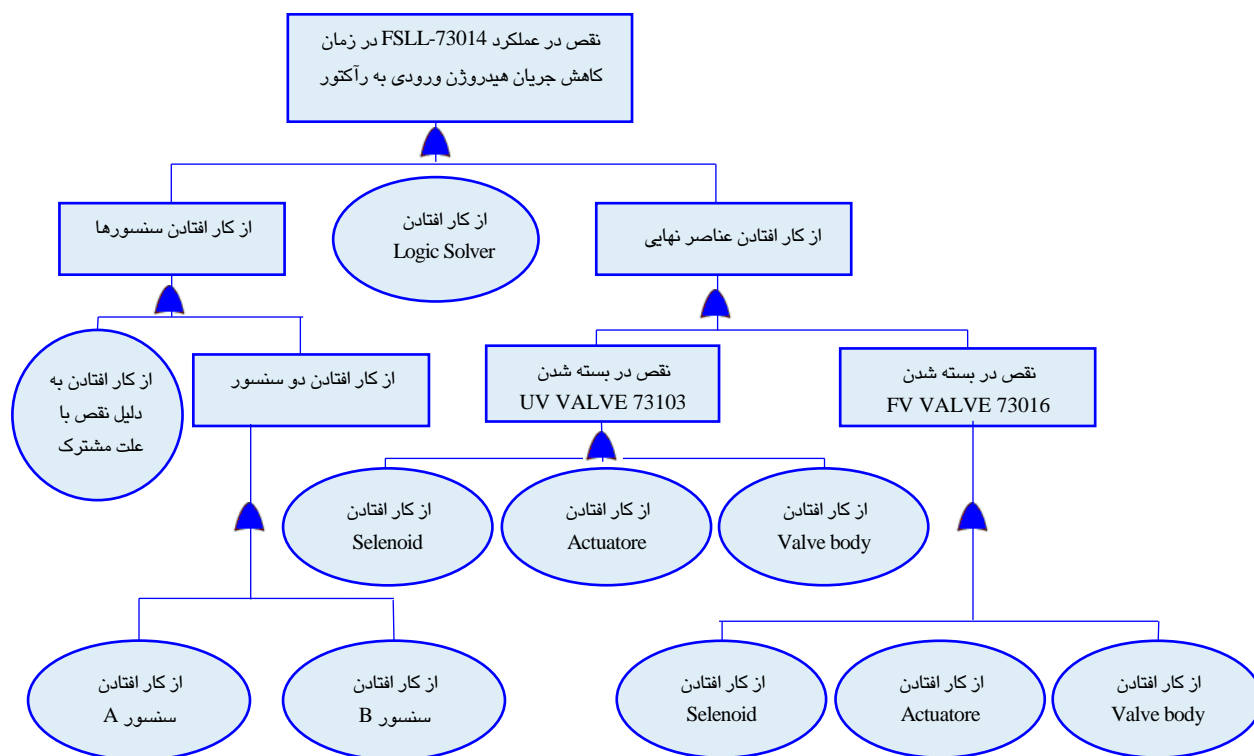 نقص در عملکرد FSLL-73014 در زمان
کاهش جریان هیدروژن ورودی به رآکتور
از کار افتادن سنسورها
از کار افتادن
Logic Solver
از کار افتادن عناصر نهایی
از کار افتادن به
دلیل نقص با
علت مشترک
از کار افتادن دو سنسور
نقص در بسته شدن
UV VALVE 73103
نقص در بسته شدن
FV VALVE 73016
از کار افتادن
Selenoid
از کار افتادن
Actuatore
از کار افتادن
Valve body
از کار افتادن
سنسور A
از کار افتادن
سنسور B
از کار افتادن
Selenoid
از کار افتادن
Actuatore
از کار افتادن
Valve body